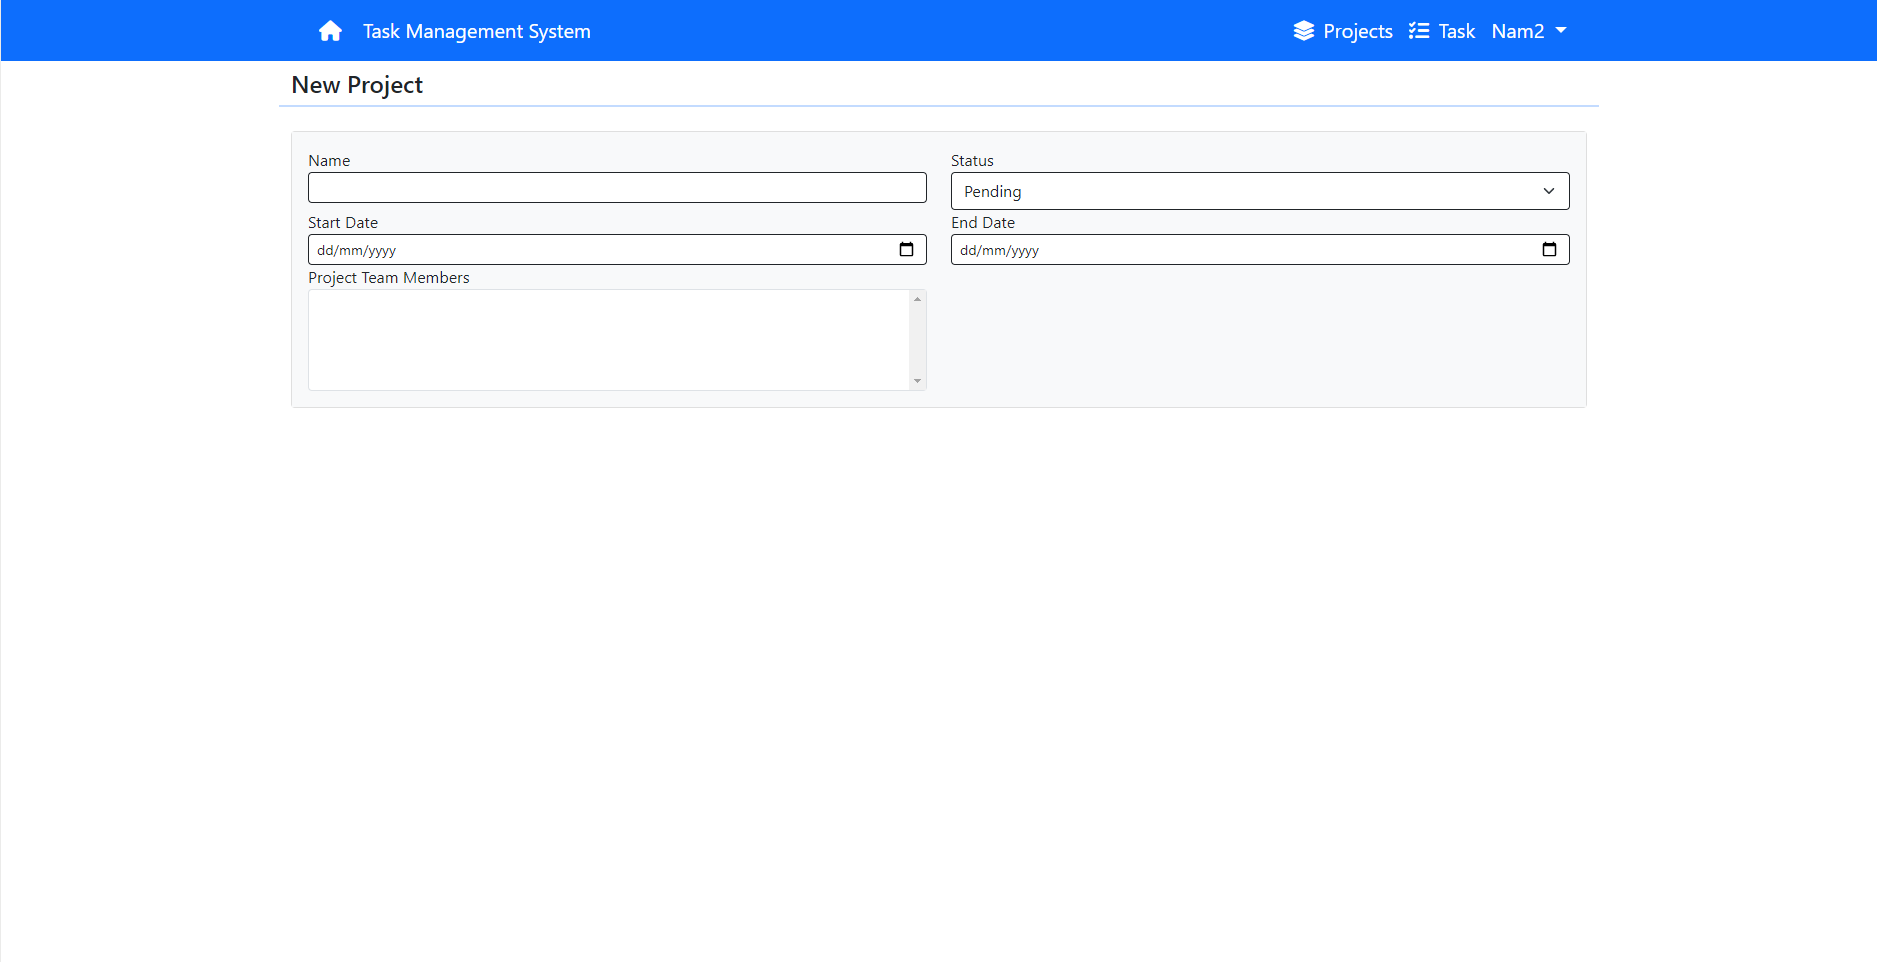 Task Management System
Projects
Task
Nam2
New Project
Name
Status
Pending
Start Date
End Date
dd/mm/yyyy
dd/mm/yyyy
Project Team Members